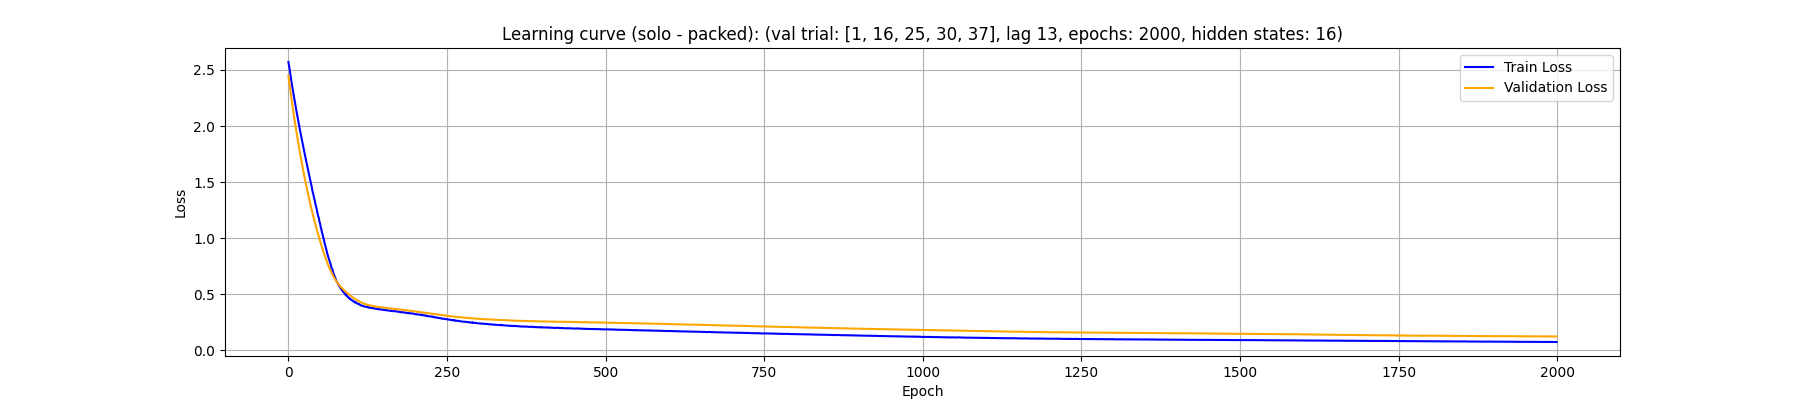 Learning curve (solo - packed): (val trial: [1, 16, 25, 30, 37], lag 13, epochs: 2000, hidden states: 16)
Train Loss
Validation Loss
Loss
2.5
2.0
1.5
1.0
0.5
0.0
0 250 500 750 1000 1250 1500 1750 2000
Epoch